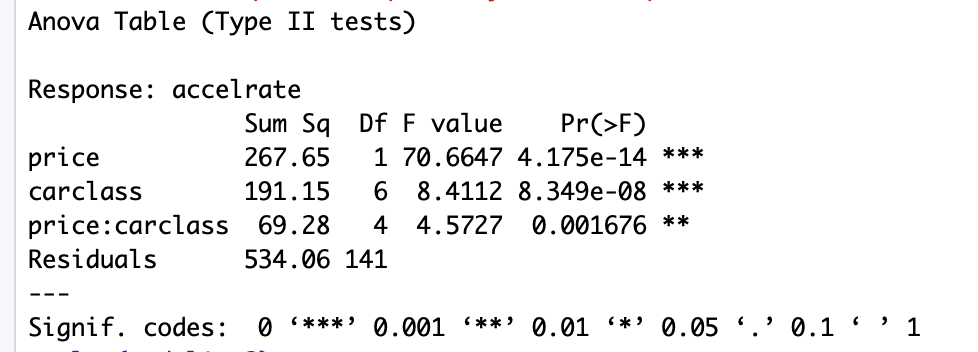 Anova Table (Type II tests)
Response: accelrate
Sum Sq Df F value Pr(>F)
price 267.65 1 70.6647 4.175e-14 ***
carclass 191.15 6 8.4112 8.349e-08 ***
price:carclass 69.28 4 4.5727 0.001676 **
Residuals 534.06 141
---
Signif. codes: 0 ‘***’ 0.001 ‘**’ 0.01 ‘*’ 0.05 ‘.’ 0.1 ‘ ’ 1